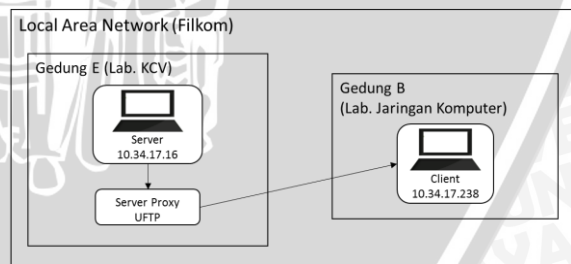 Local Area Network (Filkom)
Gedung E (Lab. KCV)
Server
10.34.17.16
Server Proxy
UFTP
Gedung B
(Lab. Jaringan Komputer)
Client
10.34.17.238